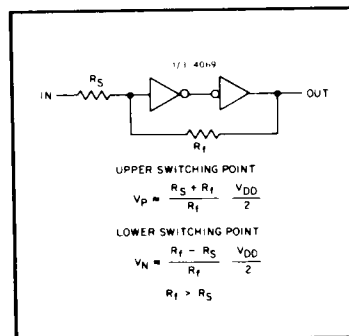 1/3 4069
RS
IN
OUT
Rf
UPPER SWITCHING POINT
VP ≈ RS + Rf / Rf VDD / 2
LOWER SWITCHING POINT
VN = Rf - RS / Rf VDD / 2
Rf > RS